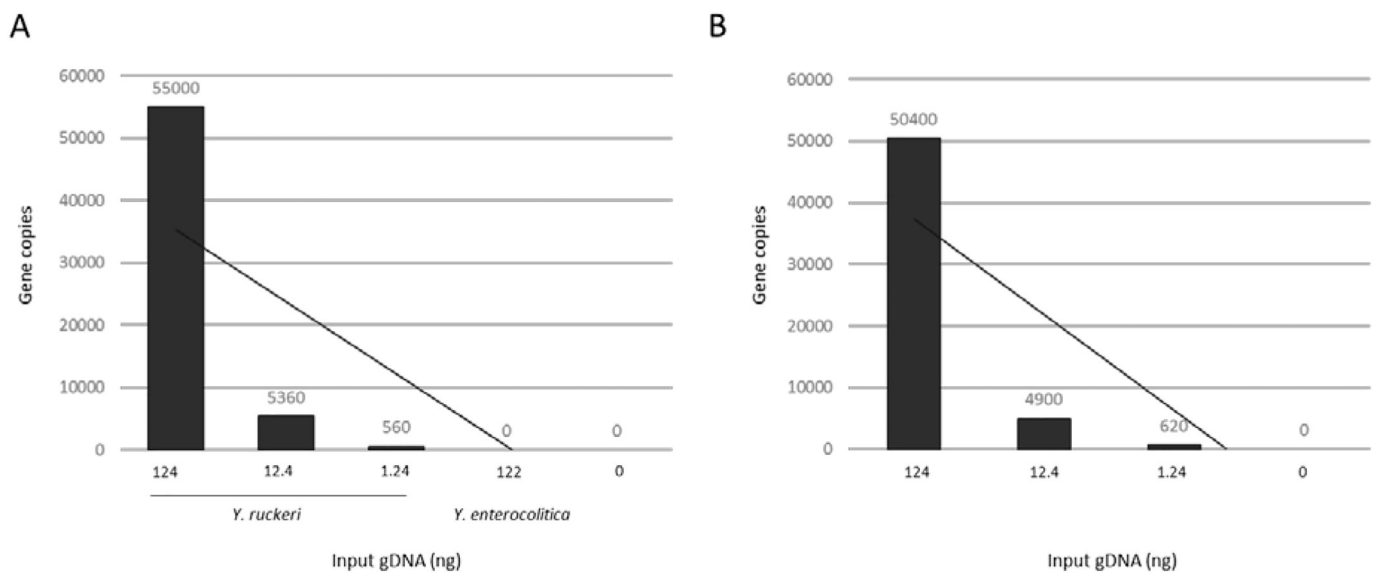 A
60000
55000
50000
40000
30000
20000
10000
0
Gene copies
5360
560
0
0
124 12.4 1.24 122 0
Y. ruckeri Y. enterocolitica
Input gDNA (ng)
B
60000
50400
50000
40000
30000
20000
10000
0
Gene copies
4900
620
0
124 12.4 1.24 0
Input gDNA (ng)